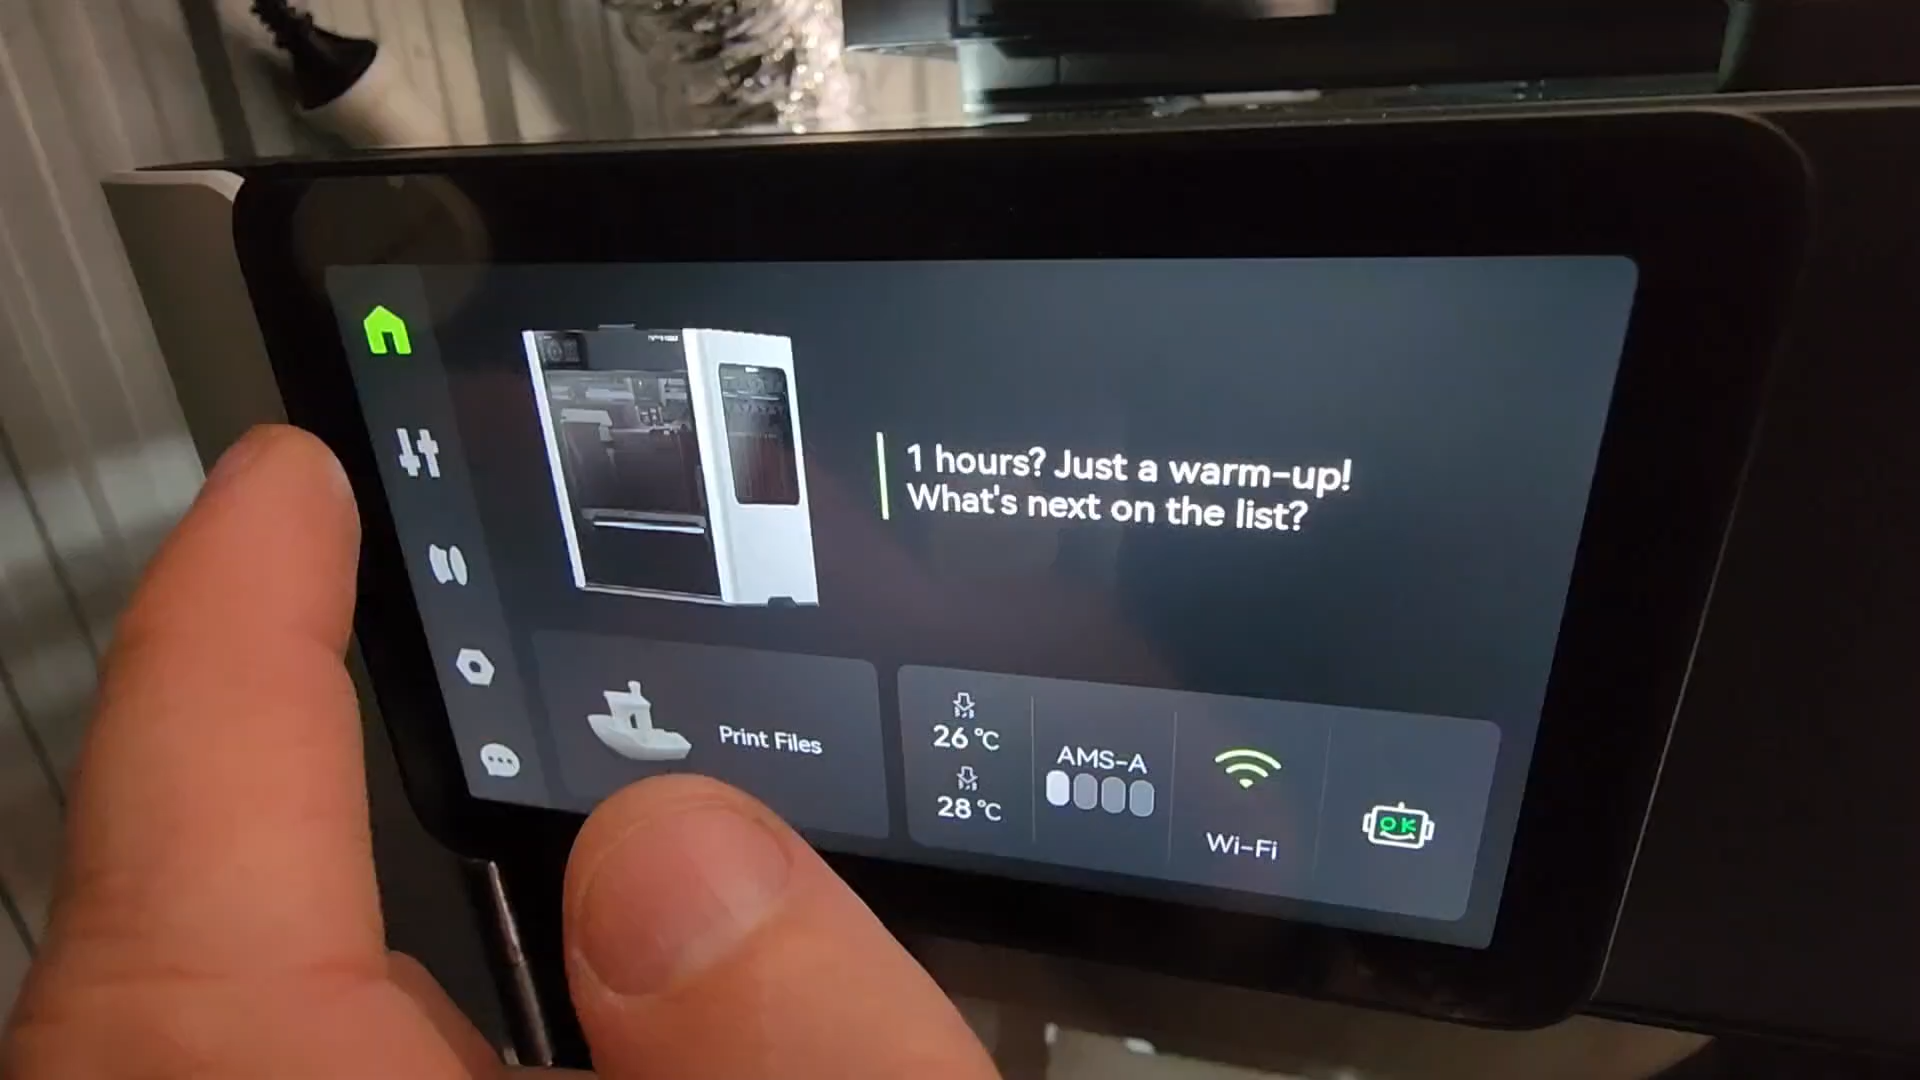 1 hours? Just a warm-up!
What's next on the list?
Print Files
26 °C
28 °C
AMS-A
Wi-Fi
OK